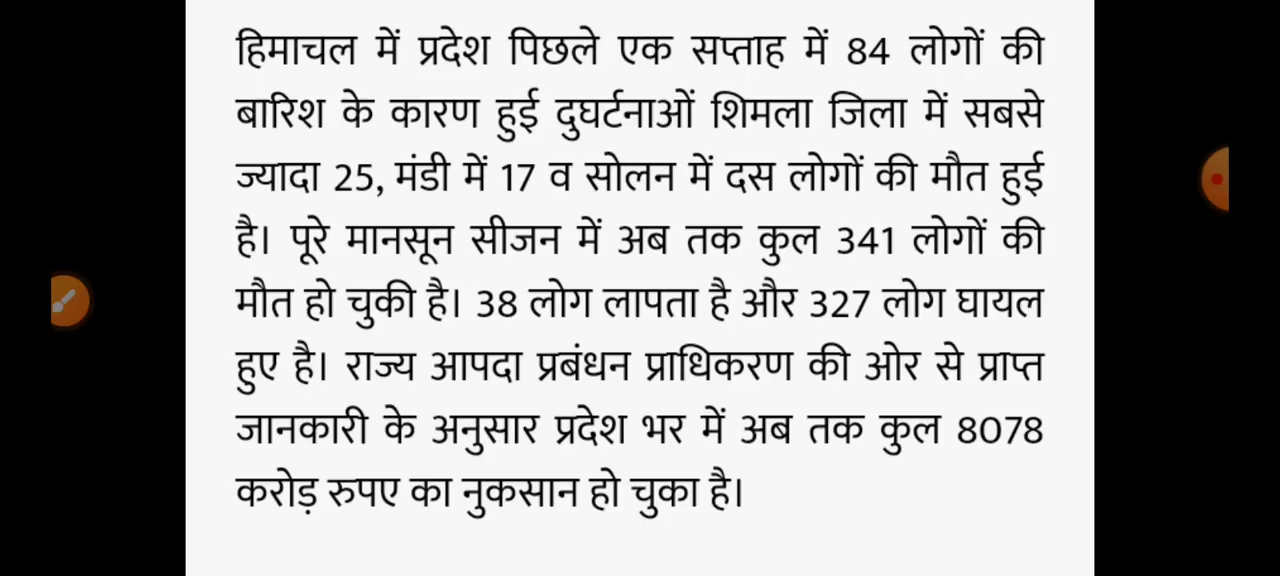 हिमाचल में प्रदेश पिछले एक सप्ताह में 84 लोगों की
बारिश के कारण हुई दुघर्टनाओं शिमला जिला में सबसे
ज्यादा 25, मंडी में 17 व सोलन में दस लोगों की मौत हुई
है। पूरे मानसून सीजन में अब तक कुल 341 लोगों की
मौत हो चुकी है। 38 लोग लापता है और 327 लोग घायल
हुए है। राज्य आपदा प्रबंधन प्राधिकरण की ओर से प्राप्त
जानकारी के अनुसार प्रदेश भर में अब तक कुल 8078
करोड़ रुपए का नुकसान हो चुका है।